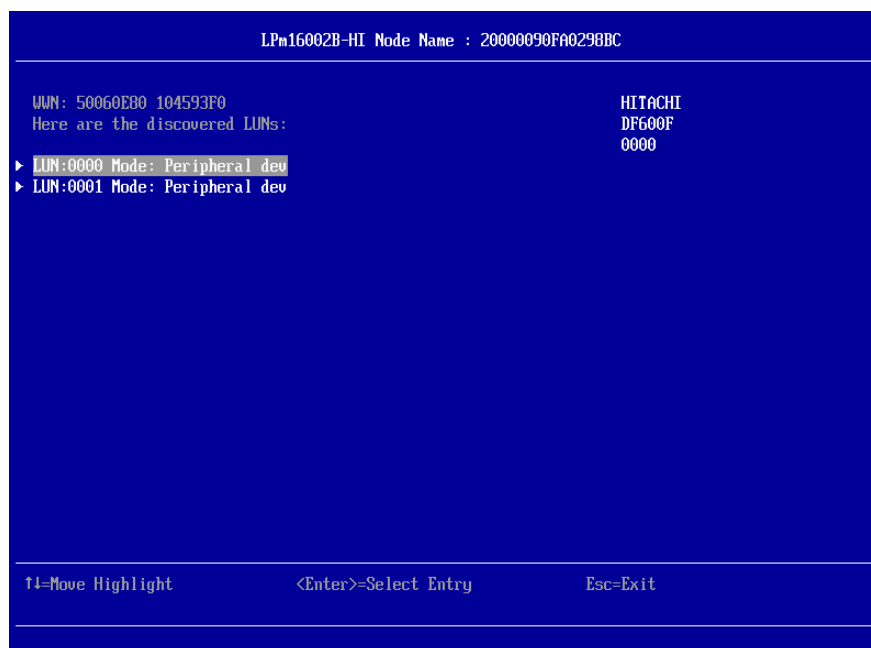 LPm16002B-HI Node Name : 20000090FA0298BC
WWN: 50060E80 104593F0 HITACHI
Here are the discovered LUNs: DF600F
0000
LUN:0000 Mode: Peripheral dev
LUN:0001 Mode: Peripheral dev
↑↓=Move Highlight <Enter>=Select Entry Esc=Exit